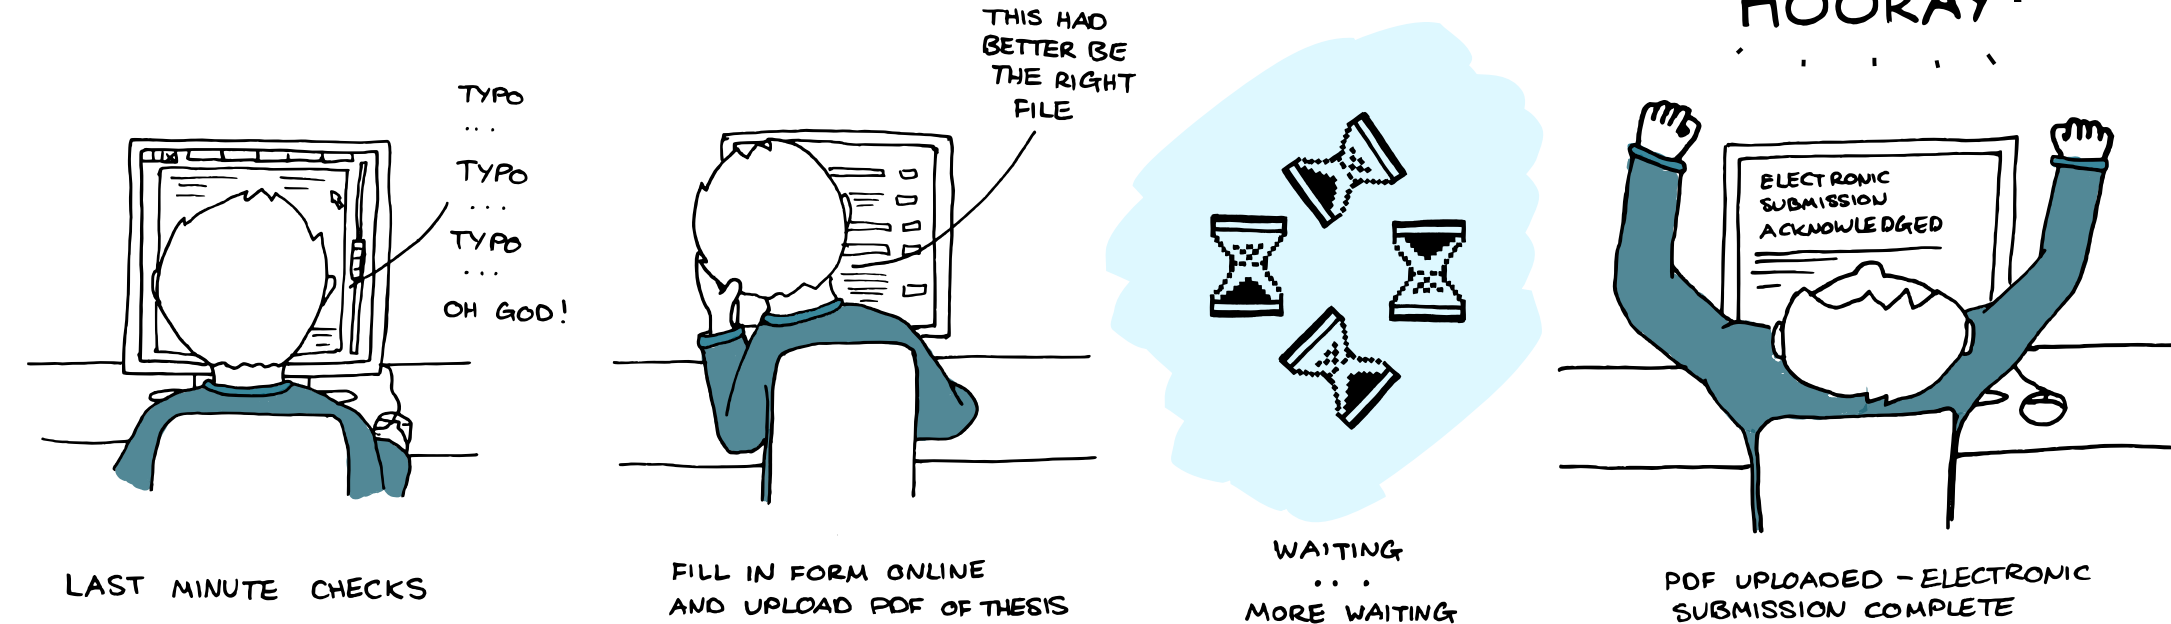 TYPO
...
TYPO
...
TYPO
...
OH GOD!
LAST MINUTE CHECKS
THIS HAD
BETTER BE
THE RIGHT
FILE
FILL IN FORM ONLINE
AND UPLOAD PDF OF THESIS
WAITING
...
MORE WAITING
HOORAY!
ELECTRONIC
SUBMISSION
ACKNOWLEDGED
PDF UPLOADED - ELECTRONIC
SUBMISSION COMPLETE